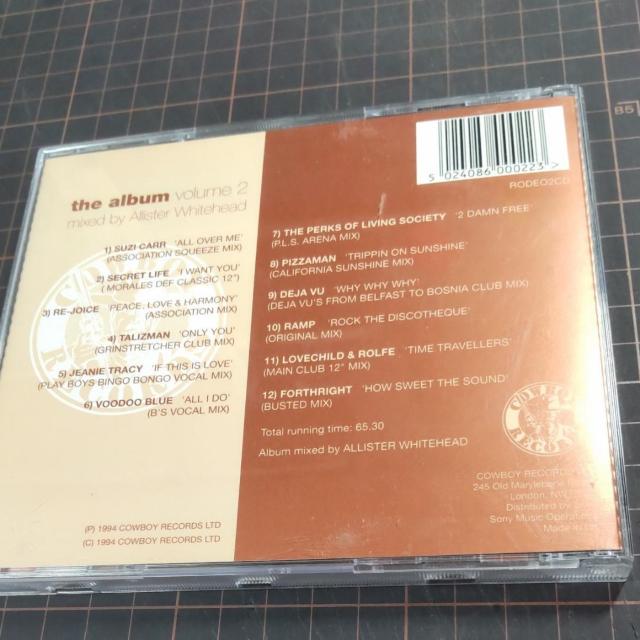 the album volume 2
mixed by Allister Whitehead
1) SUZI CARR 'ALL OVER ME'
(ASSOCIATION SQUEEZE MIX)
2) SECRET LIFE 'I WANT YOU'
( MORALES DEF CLASSIC 12")
3) RE-JOICE 'PEACE, LOVE & HARMONY'
(ASSOCIATION MIX)
4) TALIZMAN 'ONLY YOU'
(GRINSTRETCHER CLUB MIX)
5) JEANIE TRACY 'IF THIS IS LOVE'
(PLAY BOYS BINGO BONGO VOCAL MIX)
6) VOODOO BLUE 'ALL I DO'
(B'S VOCAL MIX)
(P) 1994 COWBOY RECORDS LTD
(C) 1994 COWBOY RECORDS LTD
5 024086 000223 >
RODEO2CD
7) THE PERKS OF LIVING SOCIETY '2 DAMN FREE'
(P.L.S. ARENA MIX)
8) PIZZAMAN 'TRIPPIN ON SUNSHINE'
(CALIFORNIA SUNSHINE MIX)
9) DEJA VU 'WHY WHY WHY'
(DEJA VU'S FROM BELFAST TO BOSNIA CLUB MIX)
10) RAMP 'ROCK THE DISCOTHEQUE'
(ORIGINAL MIX)
11) LOVECHILD & ROLFE 'TIME TRAVELLERS'
(MAIN CLUB 12" MIX)
12) FORTHRIGHT 'HOW SWEET THE SOUND'
(BUSTED MIX)
Total running time: 65.30
Album mixed by ALLISTER WHITEHEAD
COWBOY RECORDS
245 Old Marylebone
London,
Distributed by
Sony Music
Made in
B5